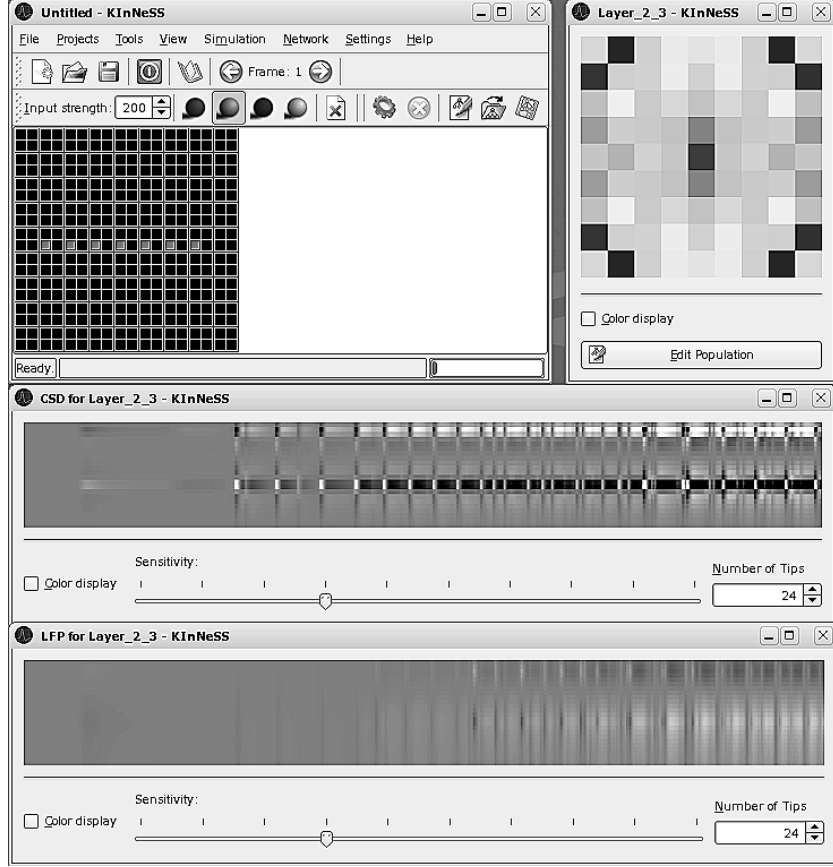 Untitled - KInNeSS
File Projects Tools View Simulation Network Settings Help
Frame: 1
Input strength: 200
Ready.
Layer_2_3 - KInNeSS
Color display
Edit Population
CSD for Layer_2_3 - KInNeSS
Sensitivity:
Color display
Number of Tips
24
LFP for Layer_2_3 - KInNeSS
Sensitivity:
Color display
Number of Tips
24